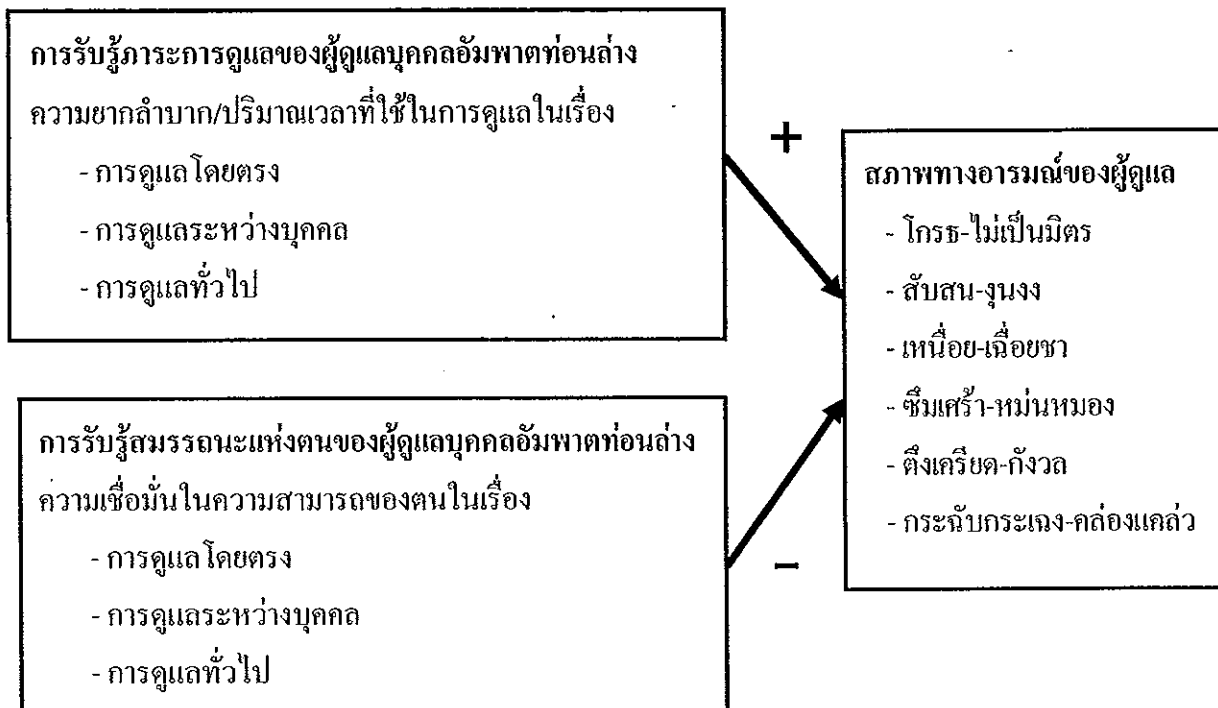 การรับรู้ภาระการดูแลของผู้ดูแลบุคคลอัมพาตท่อนล่าง
ความยากลำบาก/ปริมาณเวลาที่ใช้ในการดูแลในเรื่อง
- การดูแลโดยตรง
- การดูแลระหว่างบุคคล
- การดูแลทั่วไป
+
การรับรู้สมรรถนะแห่งตนของผู้ดูแลบุคคลอัมพาตท่อนล่าง
ความเชื่อมั่นในความสามารถของตนในเรื่อง
- การดูแลโดยตรง
- การดูแลระหว่างบุคคล
- การดูแลทั่วไป
–
สภาพทางอารมณ์ของผู้ดูแล
- โกรธ-ไม่เป็นมิตร
- สับสน-งุนงง
- เหนื่อย-เฉื่อยชา
- ซึมเศร้า-หม่นหมอง
- ตึงเครียด-กังวล
- กระฉับกระเฉง-คล่องแคล่ว